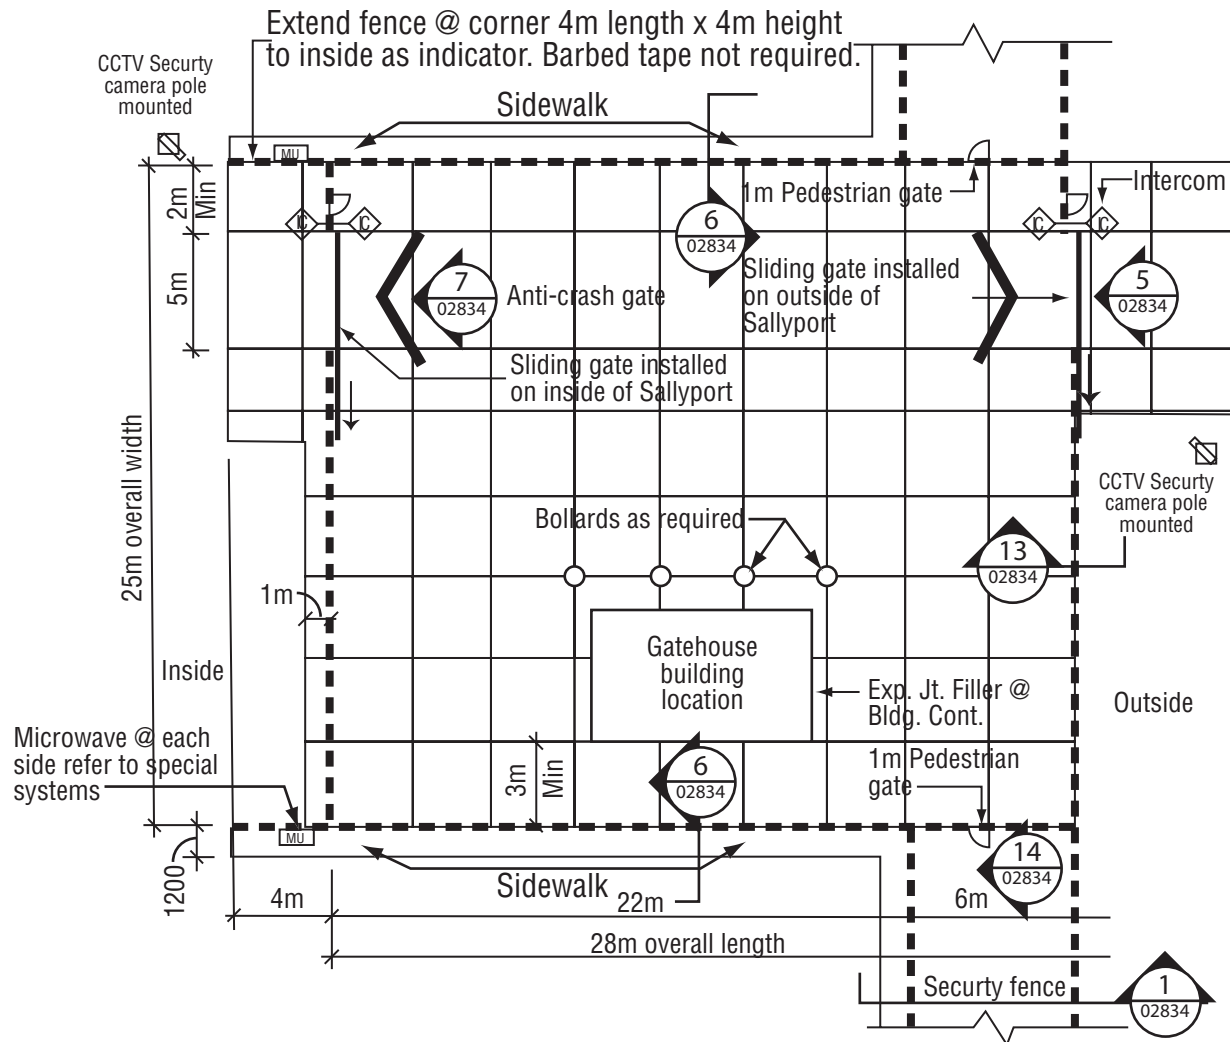 Extend fence @ corner 4m length x 4m height
to inside as indicator. Barbed tape not required.
CCTV Securty
camera pole
mounted
Sidewalk
MU
1m Pedestrian gate
Intercom
2m
Min
IC
IC
IC
IC
6
02834
Sliding gate installed
on outside of
Sallyport
5
02834
7
02834
Anti-crash gate
5m
Sliding gate installed
on inside of Sallyport
25m overall width
CCTV Securty
camera pole
mounted
Bollards as required
13
02834
1m
Gatehouse
building
location
Inside
Exp. Jt. Filler @
Bldg. Cont.
Outside
Microwave @ each
side refer to special
systems
3m
Min
6
02834
1m Pedestrian
gate
MU
1200
Sidewalk
14
02834
4m
22m
6m
28m overall length
Securty fence
1
02834